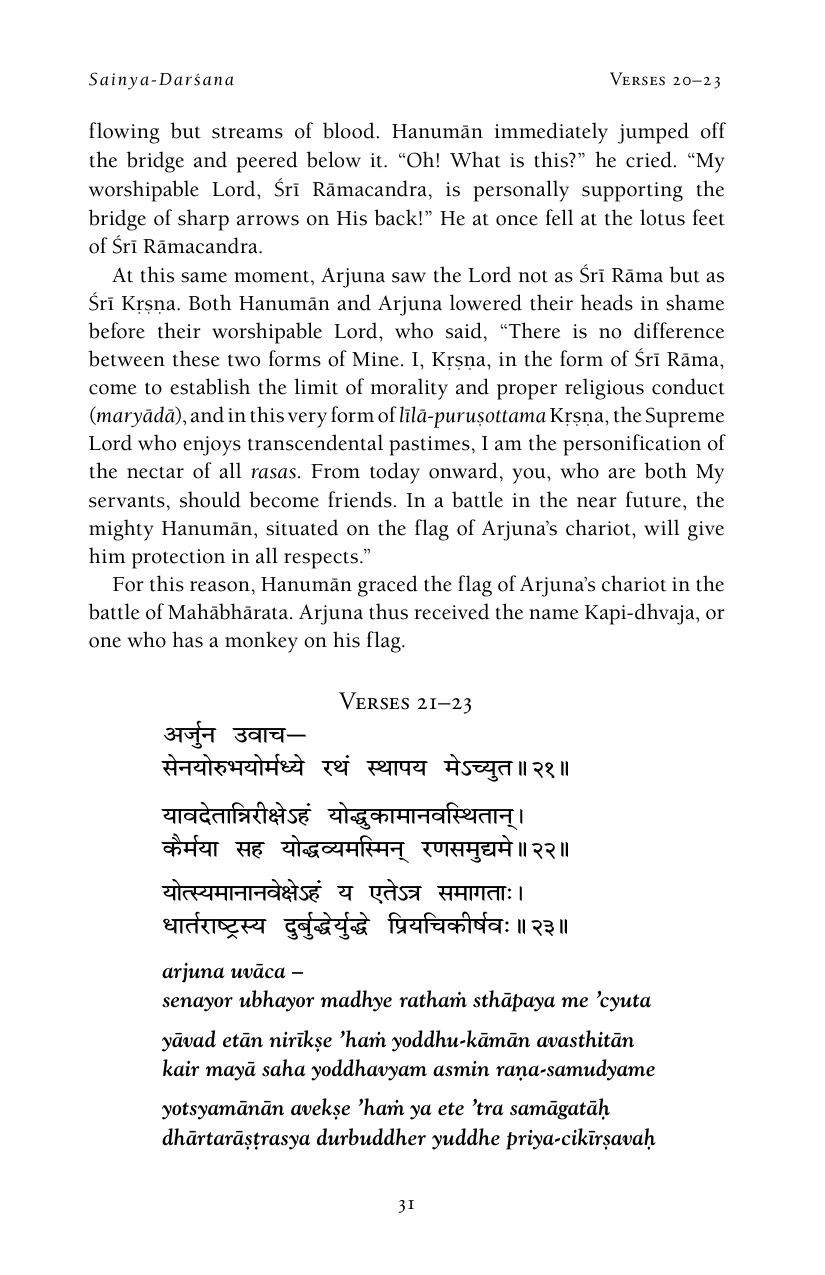 Sainya-Darśana Verses 20–23
flowing but streams of blood. Hanumān immediately jumped off
the bridge and peered below it. “Oh! What is this?” he cried. “My
worshipable Lord, Śrī Rāmacandra, is personally supporting the
bridge of sharp arrows on His back!” He at once fell at the lotus feet
of Śrī Rāmacandra.
At this same moment, Arjuna saw the Lord not as Śrī Rāma but as
Śrī Kṛṣṇa. Both Hanumān and Arjuna lowered their heads in shame
before their worshipable Lord, who said, “There is no difference
between these two forms of Mine. I, Kṛṣṇa, in the form of Śrī Rāma,
come to establish the limit of morality and proper religious conduct
(maryādā), and in this very form of līlā-puruṣottama Kṛṣṇa, the Supreme
Lord who enjoys transcendental pastimes, I am the personification of
the nectar of all rasas. From today onward, you, who are both My
servants, should become friends. In a battle in the near future, the
mighty Hanumān, situated on the flag of Arjuna’s chariot, will give
him protection in all respects.”
For this reason, Hanumān graced the flag of Arjuna’s chariot in the
battle of Mahābhārata. Arjuna thus received the name Kapi-dhvaja, or
one who has a monkey on his flag.
Verses 21–23
अर्जुन उवाच—
सेनयोरुभयोर्मध्ये रथं स्थापय मेऽच्युत॥२१॥
यावदेतान्निरीक्षेऽहं योद्धुकामानवस्थितान्।
कैर्मया सह योद्धव्यमस्मिन् रणसमुद्यमे॥२२॥
योत्स्यमानानवेक्षेऽहं य एतेऽत्र समागताः।
धार्तराष्ट्रस्य दुर्बुद्धेर्युद्धे प्रियचिकीर्षवः॥२३॥
arjuna uvāca –
senayor ubhayor madhye rathaṁ sthāpaya me ’cyuta
yāvad etān nirīkṣe ’haṁ yoddhu-kāmān avasthitān
kair mayā saha yoddhavyam asmin raṇa-samudyame
yotsyamānān avekṣe ’haṁ ya ete ’tra samāgatāḥ
dhārtarāṣṭrasya durbuddher yuddhe priya-cikīrṣavaḥ
31